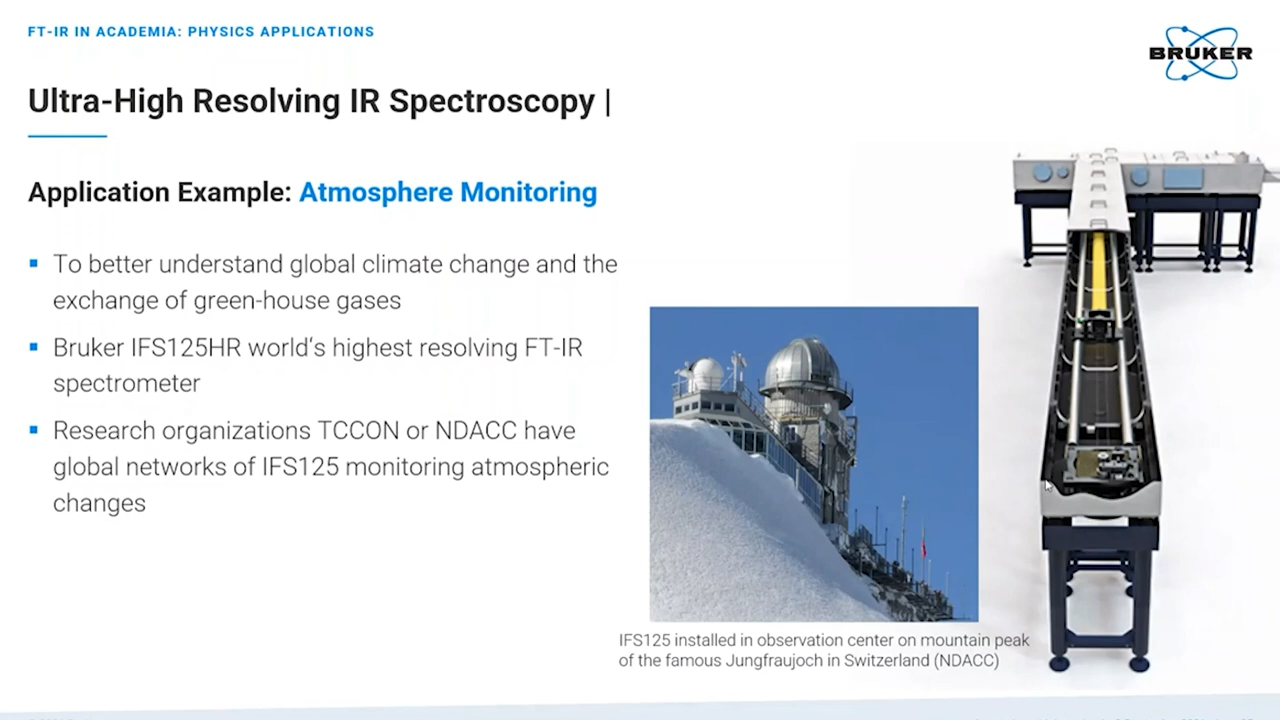 FT-IR IN ACADEMIA: PHYSICS APPLICATIONS
BRUKER
Ultra-High Resolving IR Spectroscopy |
Application Example: Atmosphere Monitoring
To better understand global climate change and the
exchange of green-house gases
Bruker IFS125HR world's highest resolving FT-IR
spectrometer
Research organizations TCCON or NDACC have
global networks of IFS125 monitoring atmospheric
changes
IFS125 installed in observation center on mountain peak
of the famous Jungfraujoch in Switzerland (NDACC)